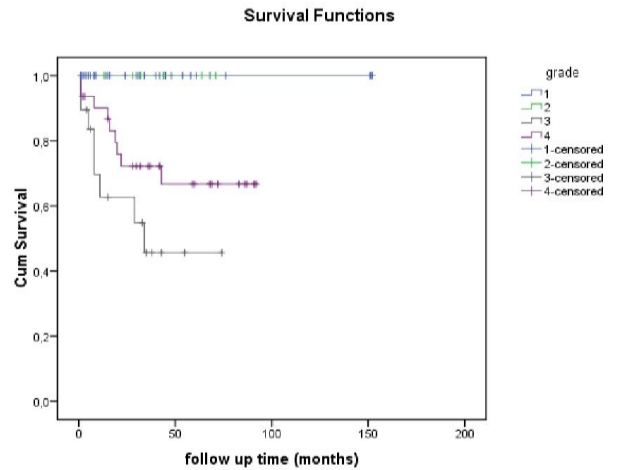 Survival Functions
grade
1
2
3
4
1-censored
2-censored
3-censored
4-censored
Cum Survival
1,0
0,8
0,6
0,4
0,2
0,0
0 50 100 150 200
follow up time (months)